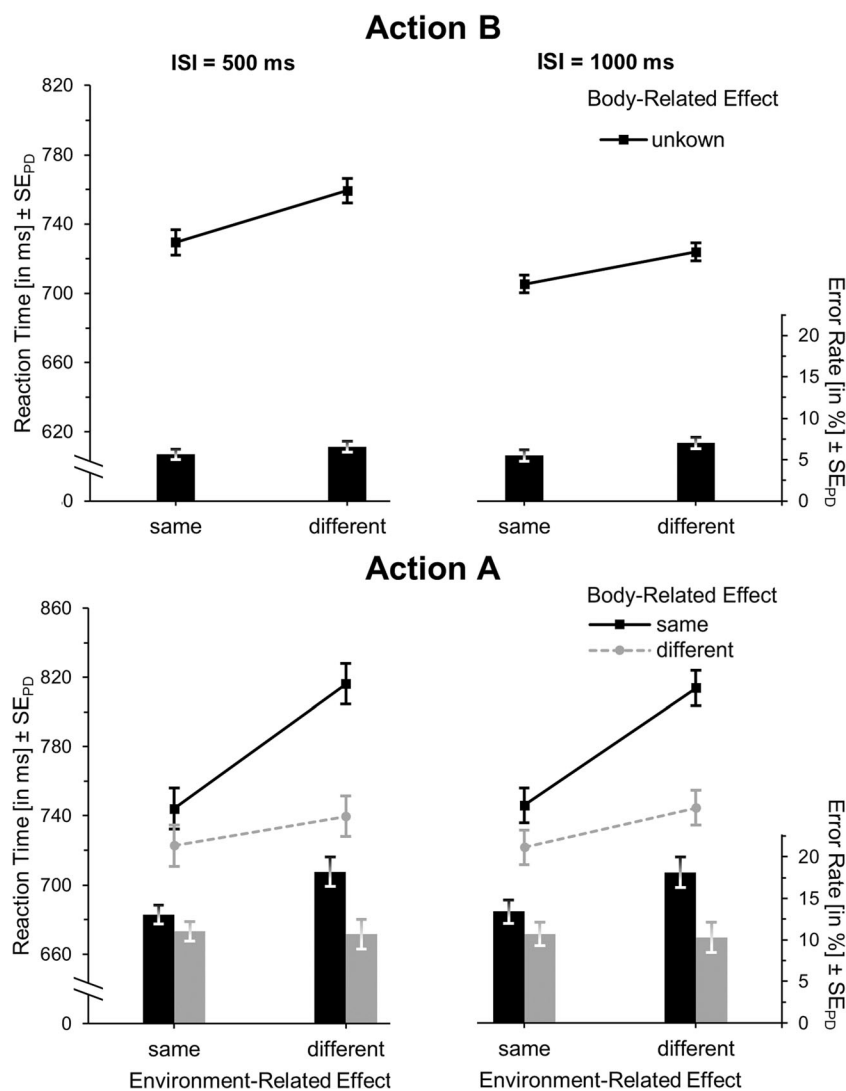 Action B
ISI = 500 ms
ISI = 1000 ms
Reaction Time [in ms] ± SEPD
820
780
740
700
660
620
0
same
different
Body-Related Effect
unkown
same
different
Error Rate [in %] ± SEPD
20
15
10
5
0
Action A
Reaction Time [in ms] ± SEPD
860
820
780
740
700
660
0
same
different
Environment-Related Effect
Body-Related Effect
same
different
same
different
Environment-Related Effect
Error Rate [in %] ± SEPD
20
15
10
5
0